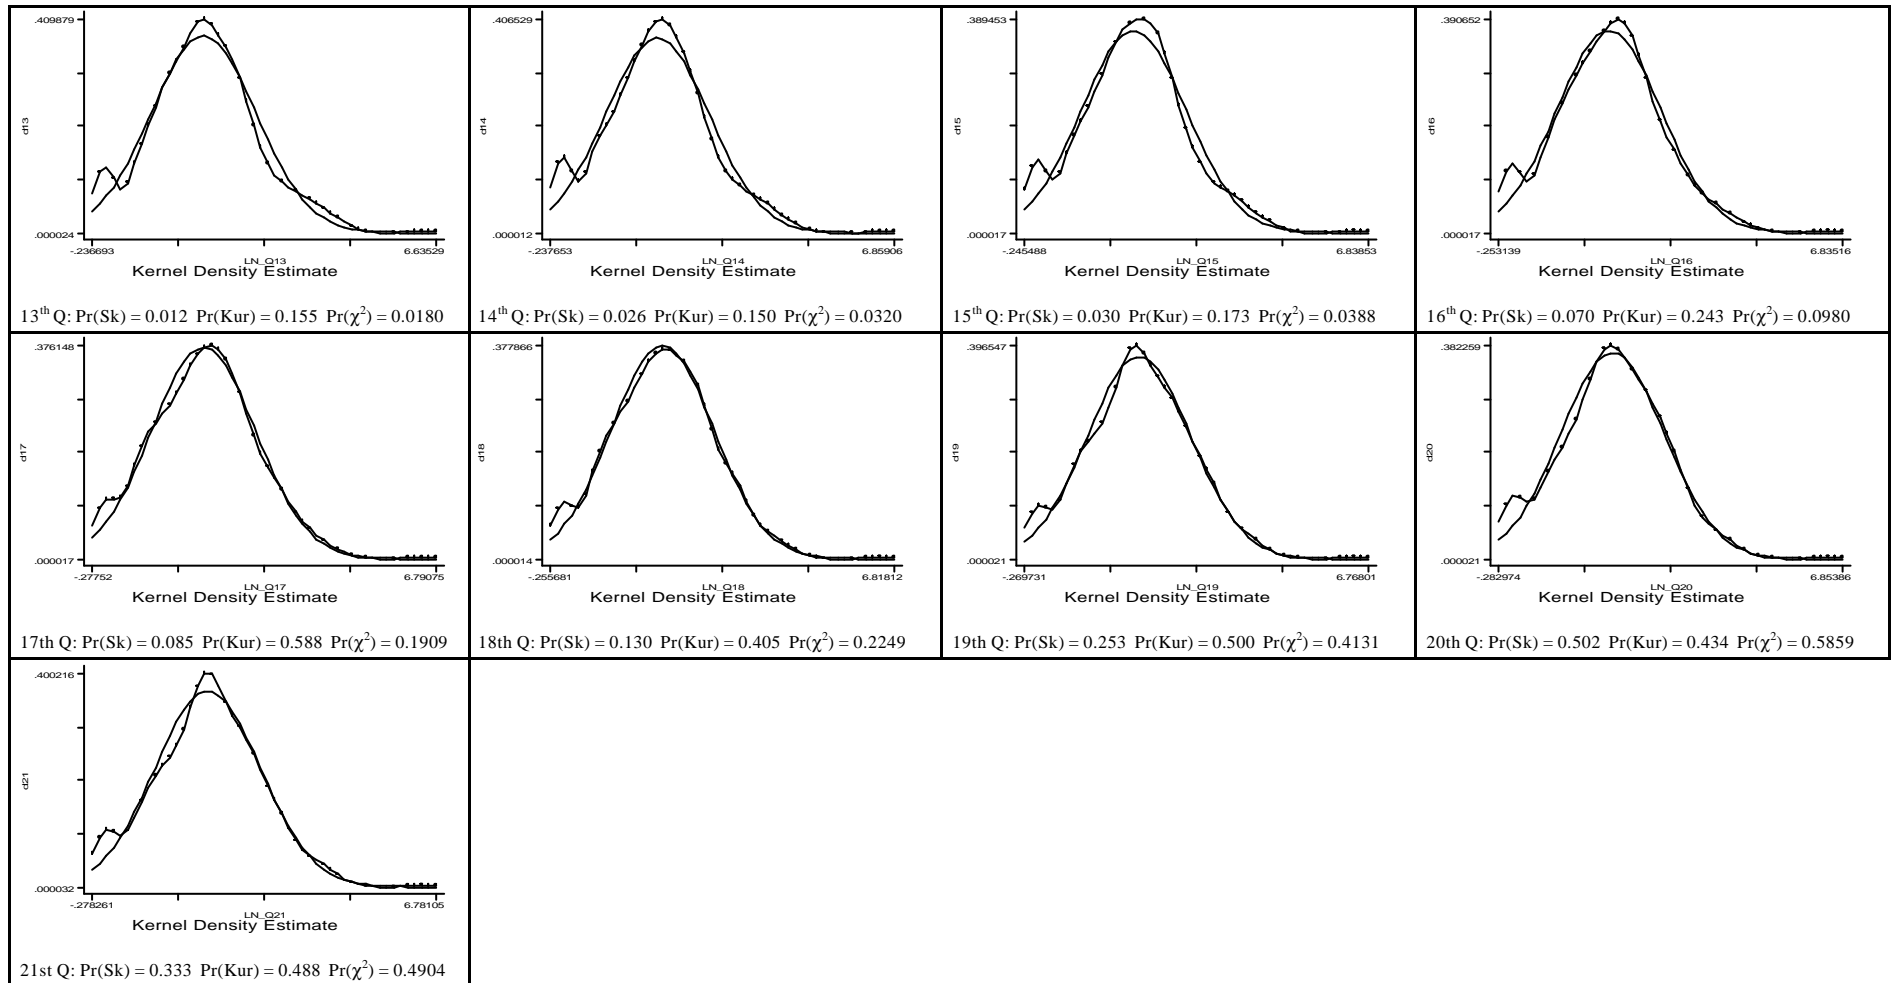 .409879
d13
.000024
-.236693
6.63529
LN_Q13
Kernel Density Estimate
13th Q: Pr(Sk) = 0.012 Pr(Kur) = 0.155 Pr(χ2) = 0.0180
.406529
d14
.000012
-.237653
6.85906
LN_Q14
Kernel Density Estimate
14th Q: Pr(Sk) = 0.026 Pr(Kur) = 0.150 Pr(χ2) = 0.0320
.389453
d15
.000017
-.245488
6.83853
LN_Q15
Kernel Density Estimate
15th Q: Pr(Sk) = 0.030 Pr(Kur) = 0.173 Pr(χ2) = 0.0388
.390652
d16
.000017
-.253139
6.83516
LN_Q16
Kernel Density Estimate
16th Q: Pr(Sk) = 0.070 Pr(Kur) = 0.243 Pr(χ2) = 0.0980
.376148
d17
.000017
-.27752
6.79075
LN_Q17
Kernel Density Estimate
17th Q: Pr(Sk) = 0.085 Pr(Kur) = 0.588 Pr(χ2) = 0.1909
.377866
d18
.000014
-.255681
6.81812
LN_Q18
Kernel Density Estimate
18th Q: Pr(Sk) = 0.130 Pr(Kur) = 0.405 Pr(χ2) = 0.2249
.396547
d19
.000021
-.269731
6.76801
LN_Q19
Kernel Density Estimate
19th Q: Pr(Sk) = 0.253 Pr(Kur) = 0.500 Pr(χ2) = 0.4131
.382259
d20
.000021
-.282974
6.85386
LN_Q20
Kernel Density Estimate
20th Q: Pr(Sk) = 0.502 Pr(Kur) = 0.434 Pr(χ2) = 0.5859
.400216
d21
.000032
-.278261
6.78105
LN_Q21
Kernel Density Estimate
21st Q: Pr(Sk) = 0.333 Pr(Kur) = 0.488 Pr(χ2) = 0.4904